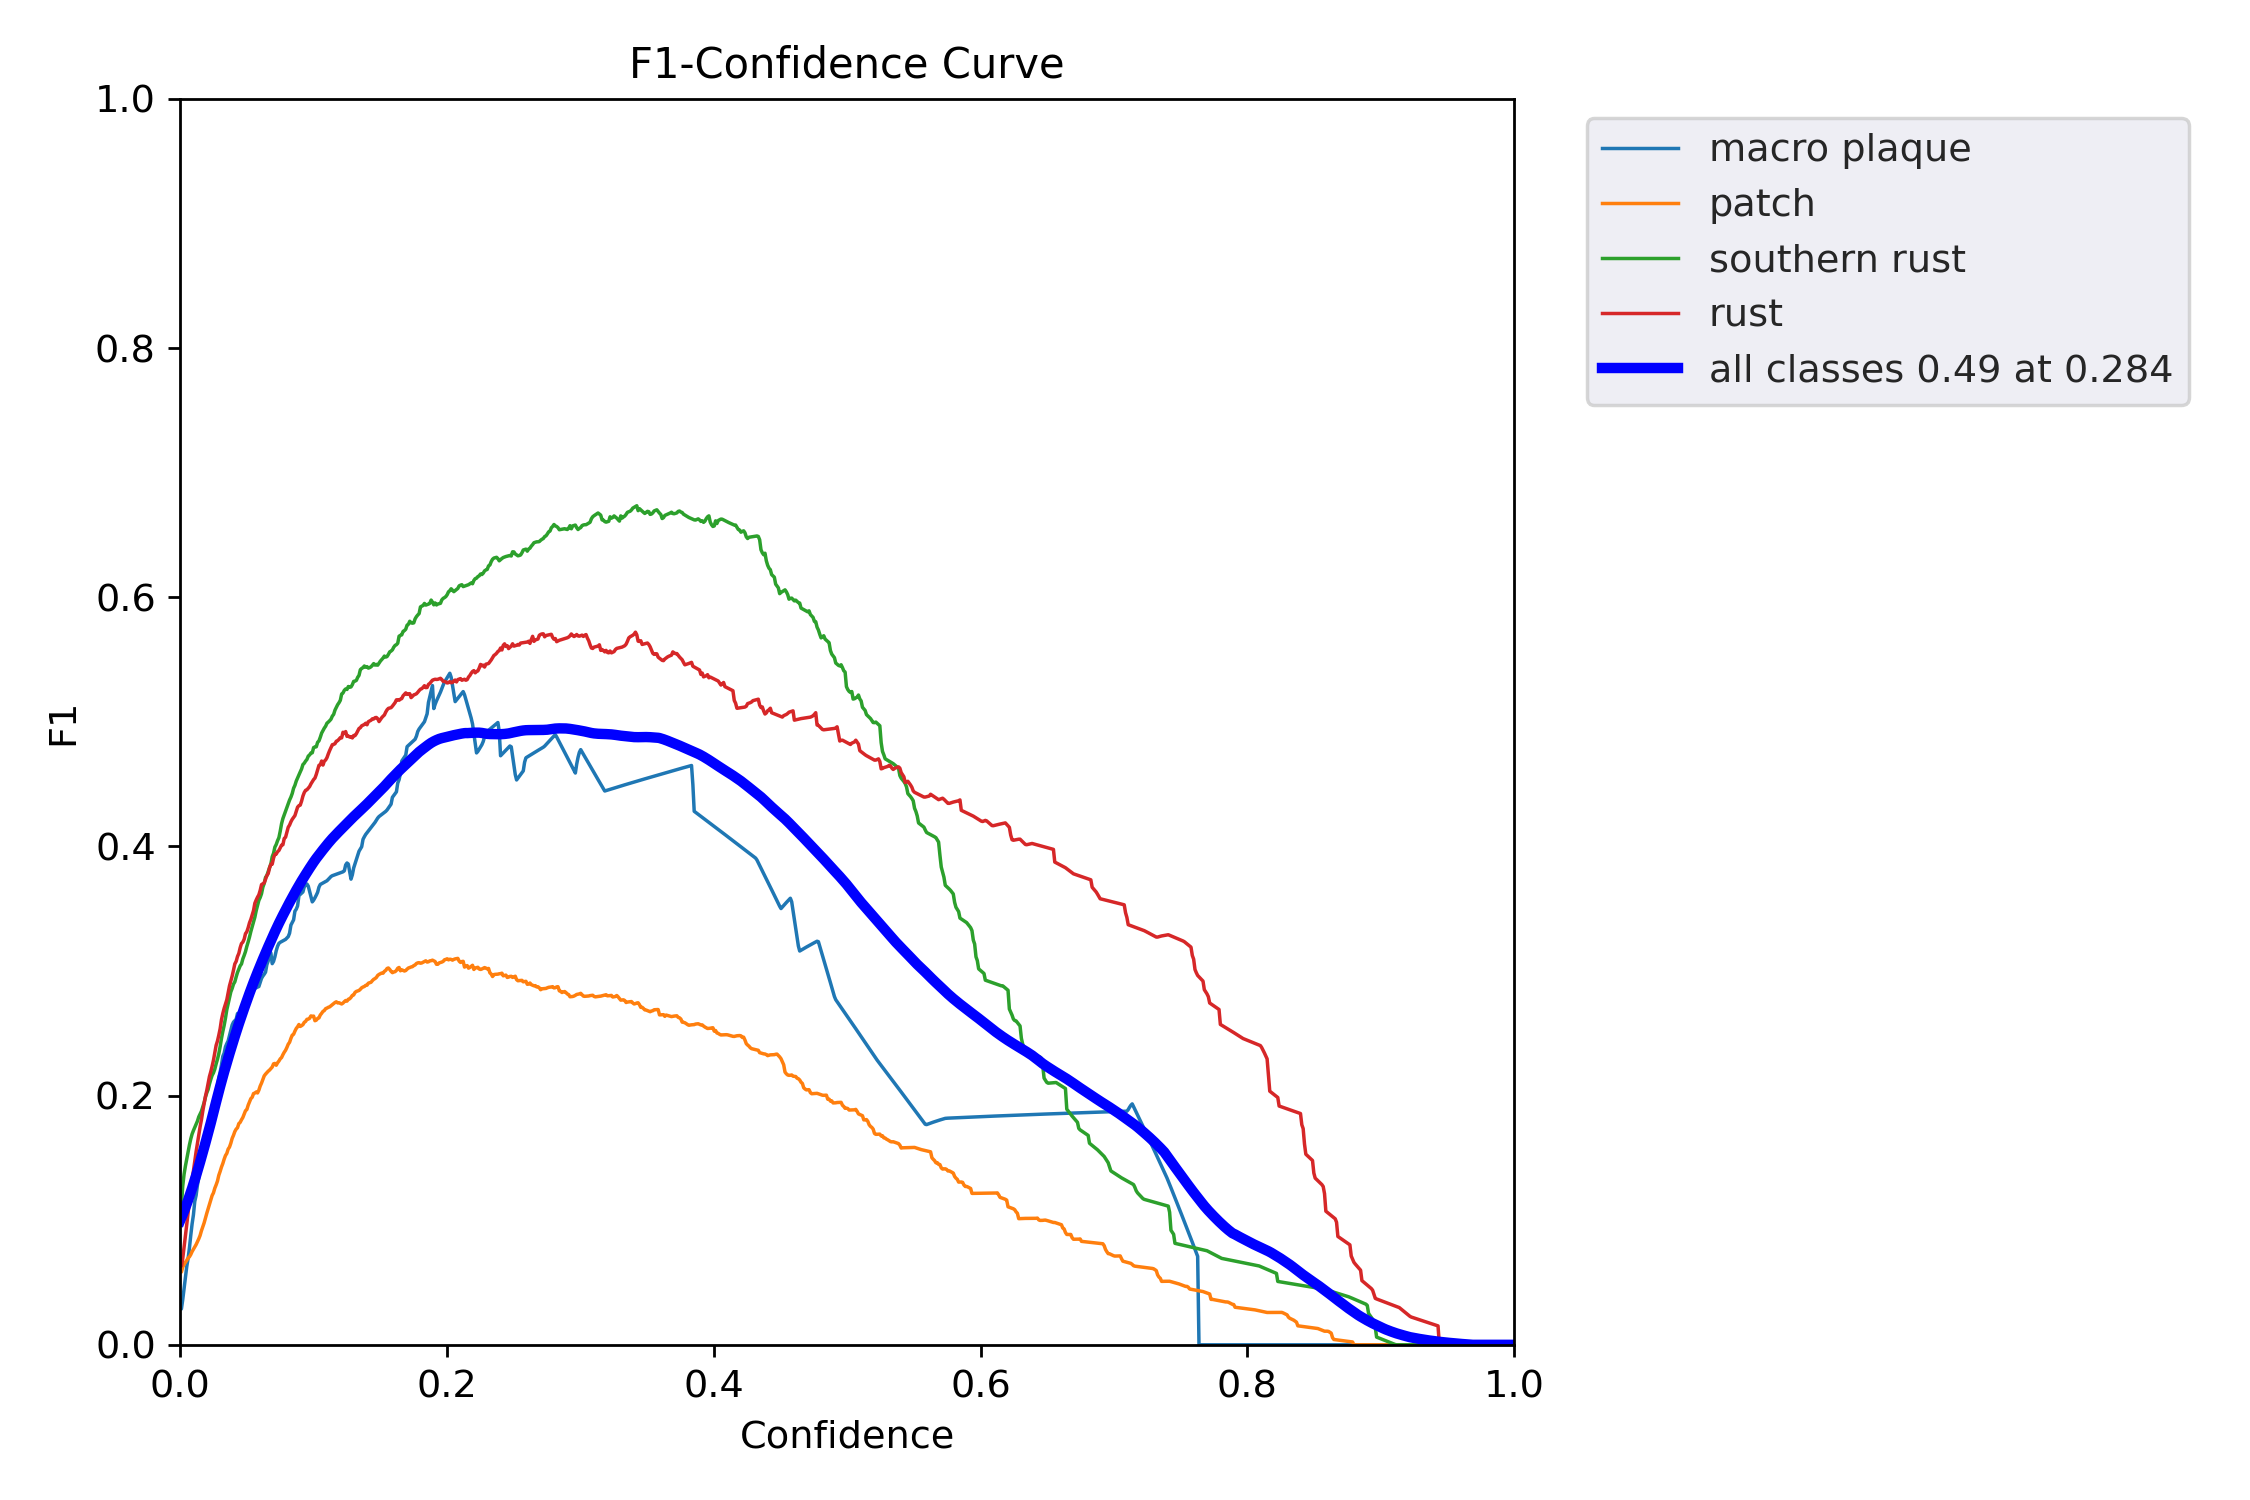 F1-Confidence Curve
1.0
0.8
0.6
0.4
0.2
0.0
F1
0.0 0.2 0.4 0.6 0.8 1.0
Confidence
macro plaque
patch
southern rust
rust
all classes 0.49 at 0.284